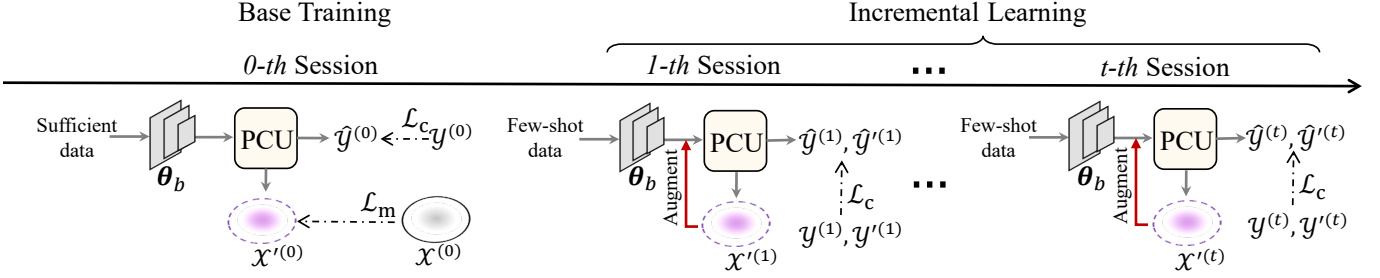 Base Training
Incremental Learning
0-th Session
1-th Session
...
t-th Session
Sufficient
data
θ_b
PCU
ŷ^(0)
ℒ_c
y^(0)
ℒ_m
𝒳′^(0)
𝒳^(0)
Few-shot
data
θ_b
Augment
PCU
ŷ^(1), ŷ′^(1)
ℒ_c
y^(1), y′^(1)
𝒳′^(1)
...
Few-shot
data
θ_b
Augment
PCU
ŷ^(t), ŷ′^(t)
ℒ_c
y^(t), y′^(t)
𝒳′^(t)